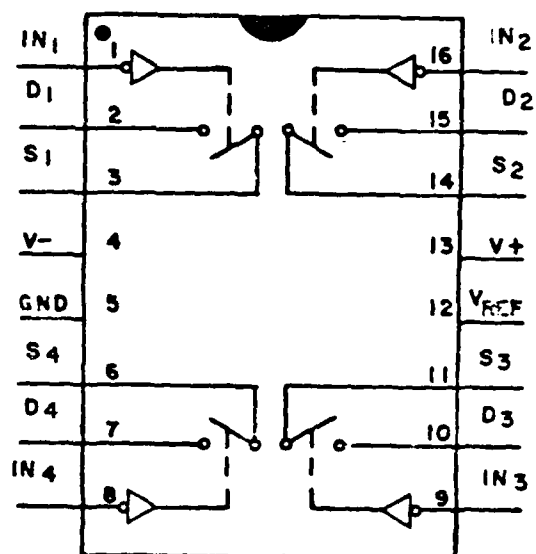 IN1 1 16 IN2
D1 2 15 D2
S1 3 14 S2
V- 4 13 V+
GND 5 12 VREF
S4 6 11 S3
D4 7 10 D3
IN4 8 9 IN3